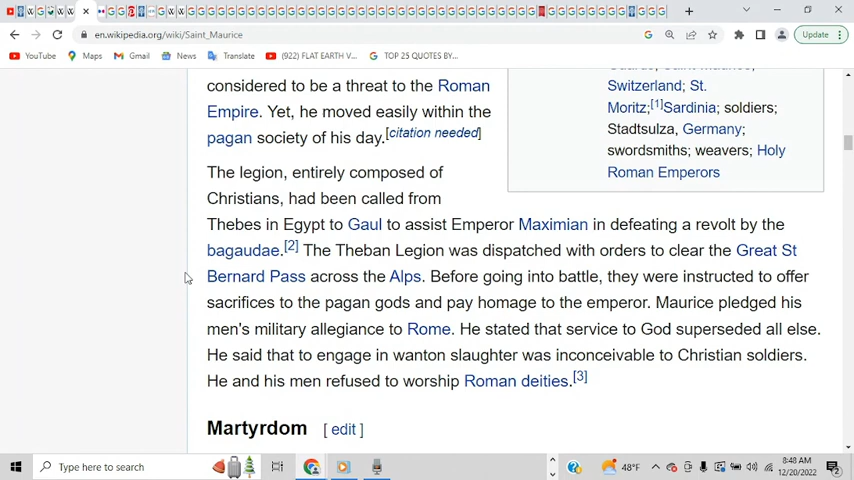 en.wikipedia.org/wiki/Saint_Maurice
Update
YouTube
Maps
Gmail
News
Translate
(922) FLAT EARTH V...
TOP 25 QUOTES BY...
considered to be a threat to the Roman
Empire. Yet, he moved easily within the
pagan society of his day.[citation needed]
Switzerland; St.
Moritz;[1]Sardinia; soldiers;
Stadtsulza, Germany;
swordsmiths; weavers; Holy
Roman Emperors
The legion, entirely composed of
Christians, had been called from
Thebes in Egypt to Gaul to assist Emperor Maximian in defeating a revolt by the
bagaudae.[2] The Theban Legion was dispatched with orders to clear the Great St
Bernard Pass across the Alps. Before going into battle, they were instructed to offer
sacrifices to the pagan gods and pay homage to the emperor. Maurice pledged his
men's military allegiance to Rome. He stated that service to God superseded all else.
He said that to engage in wanton slaughter was inconceivable to Christian soldiers.
He and his men refused to worship Roman deities.[3]
Martyrdom [ edit ]
Type here to search
48°F
8:48 AM
12/20/2022
2